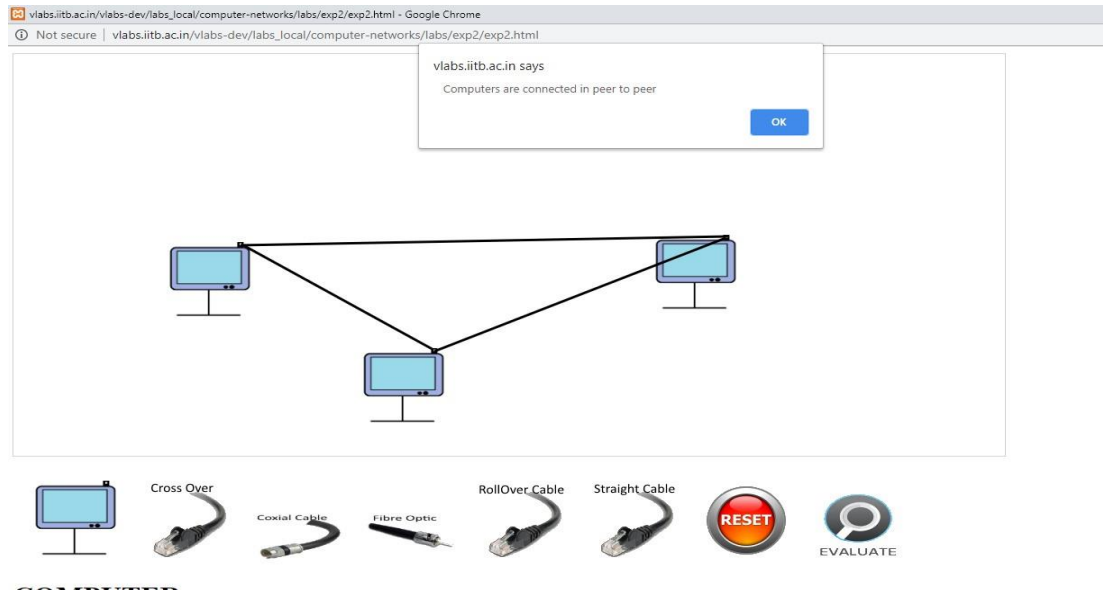 vlabs.iitb.ac.in/vlabs-dev/labs_local/computer-networks/labs/exp2/exp2.html - Google Chrome
Not secure | vlabs.iitb.ac.in/vlabs-dev/labs_local/computer-networks/labs/exp2/exp2.html
vlabs.iitb.ac.in says
Computers are connected in peer to peer
OK
Cross Over
Coxial Cable
Fibre Optic
RollOver Cable
Straight Cable
RESET
EVALUATE
COMPUTER